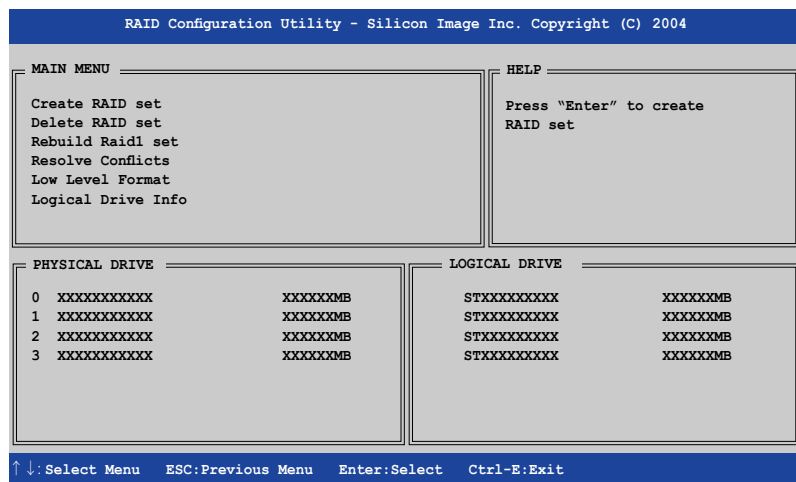 RAID Configuration Utility - Silicon Image Inc. Copyright (C) 2004
MAIN MENU
Create RAID set
Delete RAID set
Rebuild Raid1 set
Resolve Conflicts
Low Level Format
Logical Drive Info
HELP
Press “Enter” to create
RAID set
PHYSICAL DRIVE
0 XXXXXXXXXXX XXXXXXMB
1 XXXXXXXXXXX XXXXXXMB
2 XXXXXXXXXXX XXXXXXMB
3 XXXXXXXXXXX XXXXXXMB
LOGICAL DRIVE
STXXXXXXXXX XXXXXXMB
STXXXXXXXXX XXXXXXMB
STXXXXXXXXX XXXXXXMB
STXXXXXXXXX XXXXXXMB
↑↓:Select Menu ESC:Previous Menu Enter:Select Ctrl-E:Exit